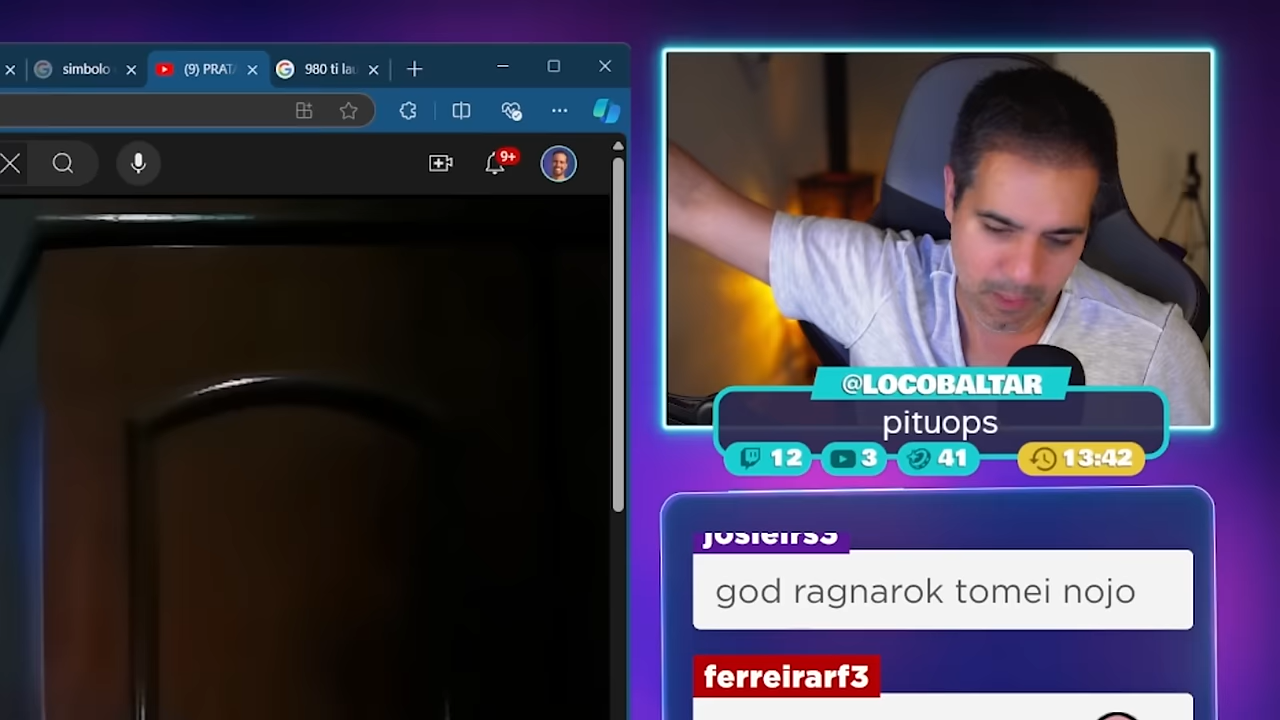 simbolo
(9) PRAT
980 ti la
9+
@LOCOBALTAR
pituops
12
3
41
13:42
josieirs3
god ragnarok tomei nojo
ferreirarf3